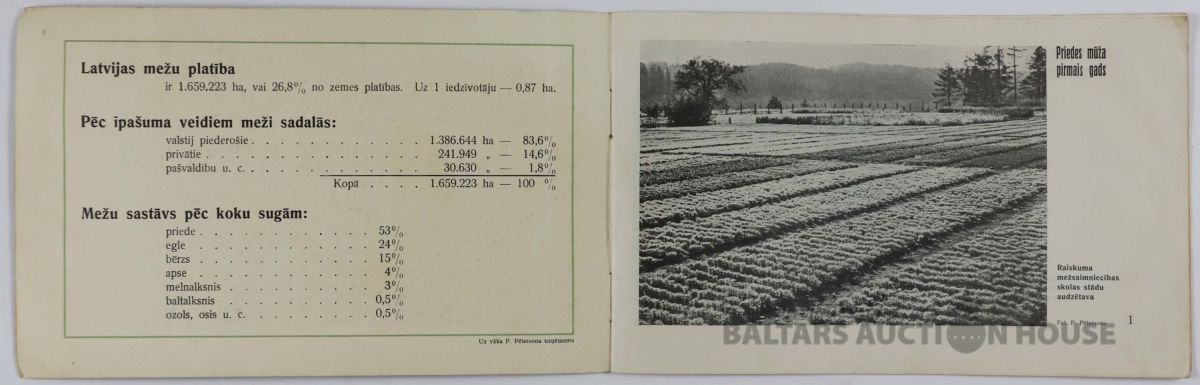 Latvijas mežu platība
ir 1.659.223 ha, vai 26,8% no zemes platības. Uz 1 iedzivotāju — 0,87 ha.
Pēc īpašuma veidiem meži sadalās:
valstij piederošie . . . . . . . . . . . . 1.386.644 ha — 83,6%
privātie . . . . . . . . . . . . . . . 241.949 „ — 14,6%
pašvaldību u. c. . . . . . . . . . . . . 30.630 „ — 1,8%
Kopā . . . . 1.659.223 ha — 100 %
Mežu sastāvs pēc koku sugām:
priede . . . . . . . . . . . . 53%
egle . . . . . . . . . . . . 24%
bērzs . . . . . . . . . . . . 15%
apse . . . . . . . . . . . . 4%
melnalksnis . . . . . . . . . . 3%
baltalksnis . . . . . . . . . . 0,5%
ozols, osis u. c. . . . . . . . . 0,5%
Uz vāka P. Pētersona uzņēmums
Priedes mūža
pirmais gads
Raiskuma
mežsaimniecības
skolas stādu
audzētava
P. Pētersons
1
BALTARS AUCTION HOUSE